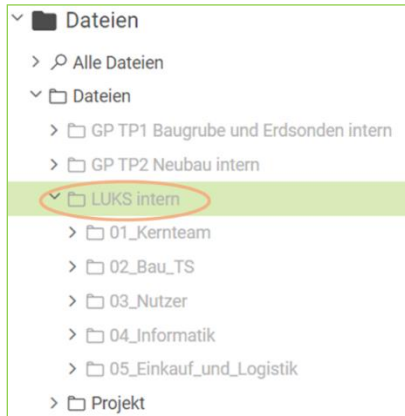 Dateien
Alle Dateien
Dateien
GP TP1 Baugrube und Erdsonden intern
GP TP2 Neubau intern
LUKS intern
01_Kernteam
02_Bau_TS
03_Nutzer
04_Informatik
05_Einkauf_und_Logistik
Projekt